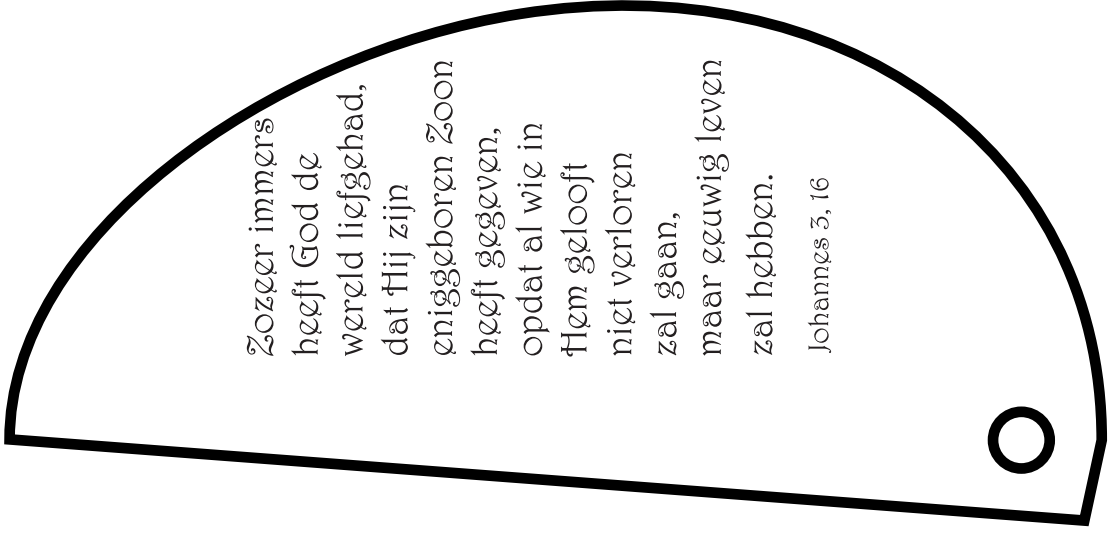 Zozeer immers
heeft God de
wereld liefgehad,
dat Hij zijn
eniggeboren Zoon
heeft gegeven,
opdat al wie in
Hem gelooft
niet verloren
zal gaan,
maar eeuwig leven
zal hebben.
Johannes 3, 16